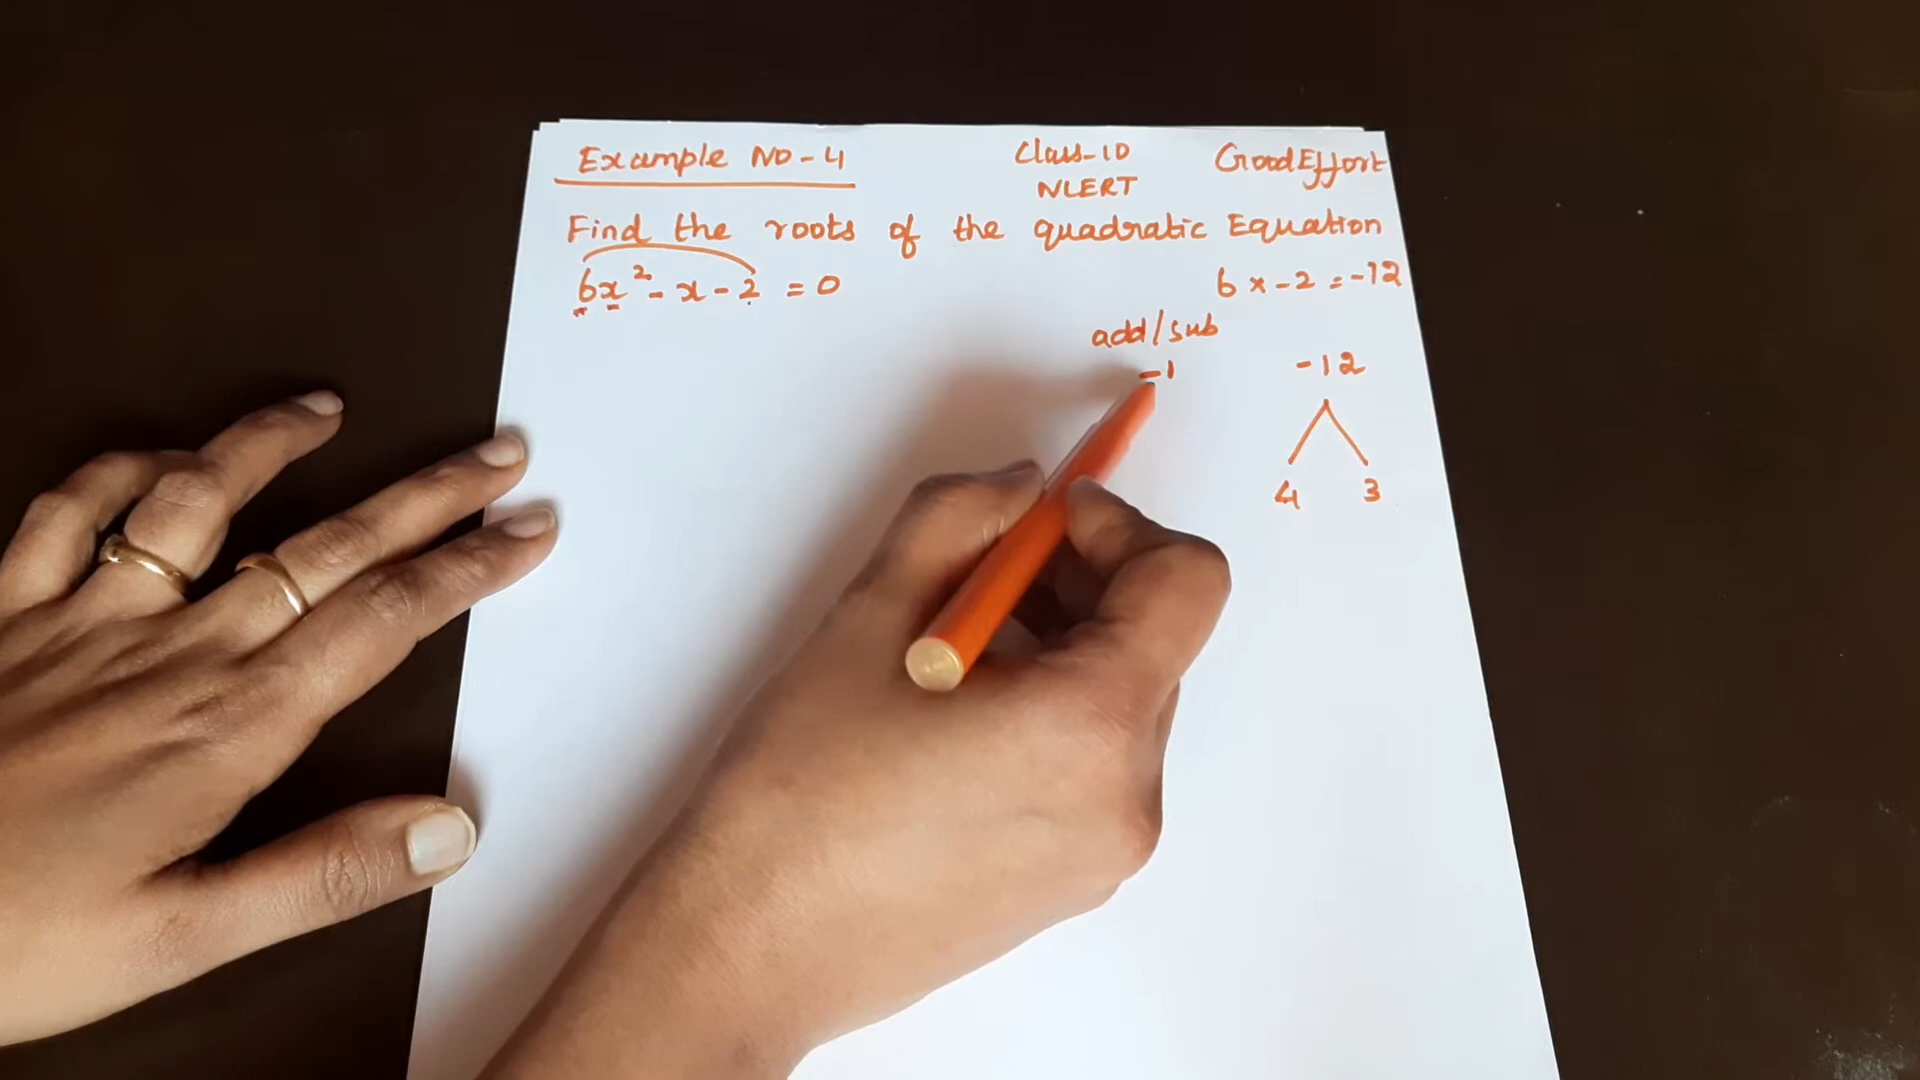 Example NO-4 Class-10 GoodEffort
NCERT
Find the roots of the quadratic Equation
6x² - x - 2 = 0 6 x -2 = -12
add/sub
-1 -12
4 3